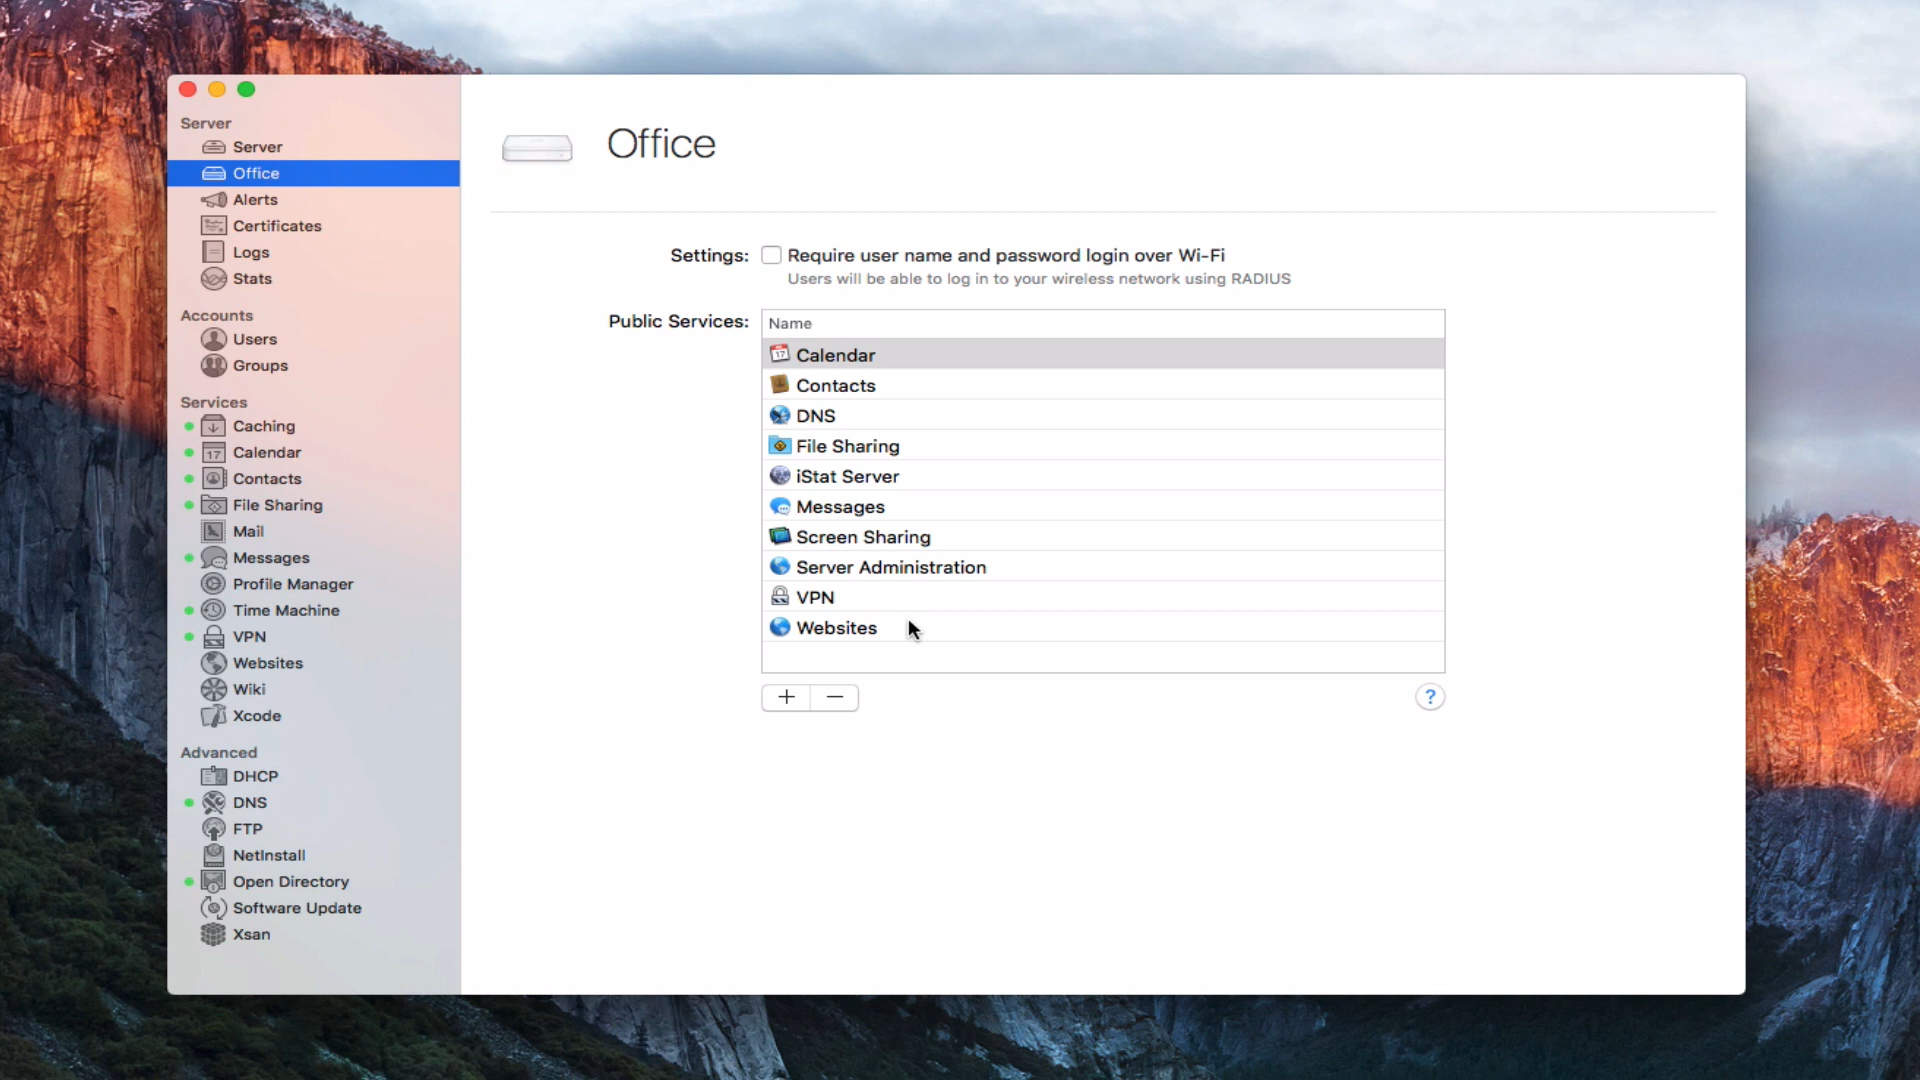 Server
Server
Office
Alerts
Certificates
Logs
Stats
Accounts
Users
Groups
Services
Caching
17 Calendar
Contacts
File Sharing
Mail
Messages
Profile Manager
Time Machine
VPN
Websites
Wiki
Xcode
Advanced
DHCP
DNS
FTP
NetInstall
Open Directory
Software Update
Xsan
Office
Settings: Require user name and password login over Wi-Fi
Users will be able to log in to your wireless network using RADIUS
Public Services: Name
17 Calendar
Contacts
DNS
File Sharing
iStat Server
Messages
Screen Sharing
Server Administration
VPN
Websites
+ −
?